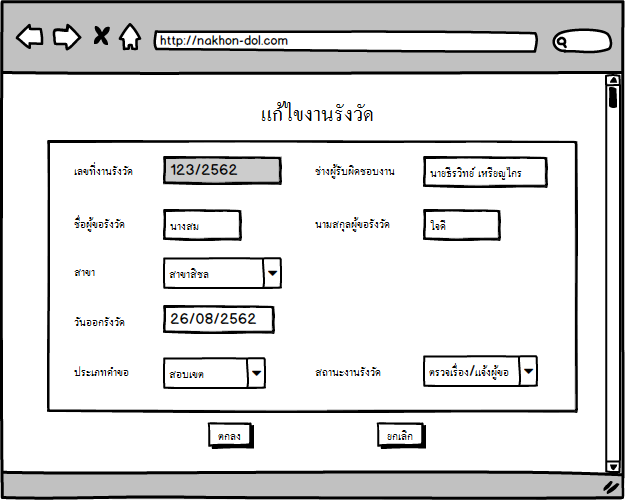 http://nakhon-dol.com
แก้ไขงานรังวัด
เลขที่งานรังวัด 123/2562 ช่างผู้รับผิดชอบงาน นายธีรวิทย์ เหรียญไกร
ชื่อผู้ขอรังวัด นางสม นามสกุลผู้ขอรังวัด ใจดี
สาขา สาขาสิชล
วันออกรังวัด 26/08/2562
ประเภทคำขอ สอบเขต สถานะงานรังวัด ตรวจเรื่อง/แจ้งผู้ขอ
ตกลง ยกเลิก